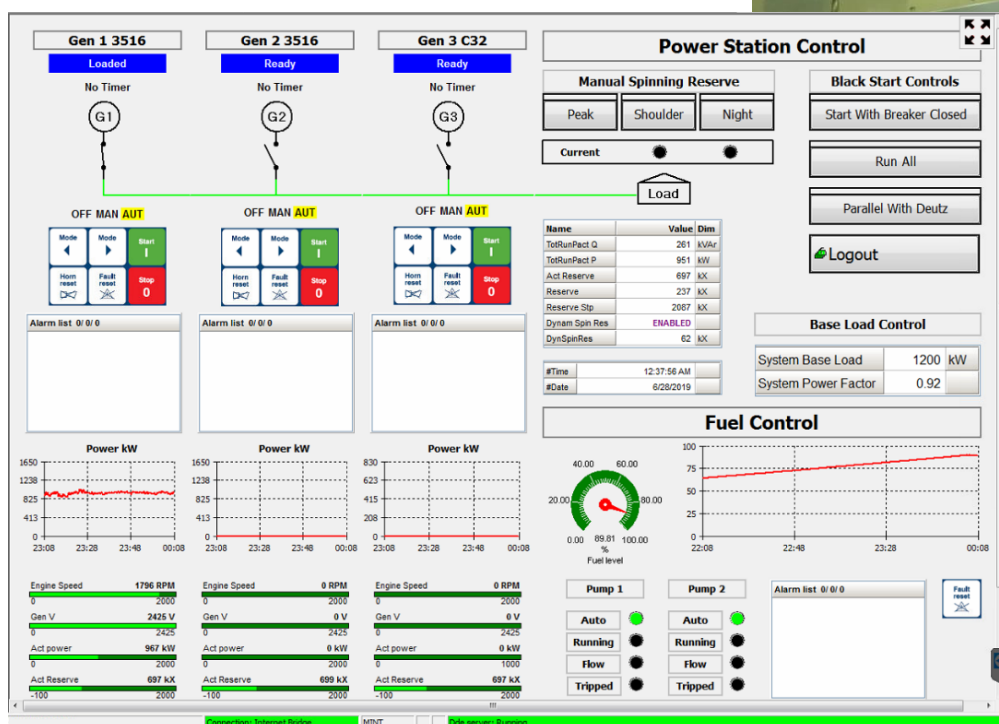 Gen 1 3516
Loaded
No Timer
G1
OFF MAN AUT
Mode Mode Start I
Horn reset Fault reset Stop 0
Alarm list 0/ 0/ 0
Power kW
1650
1238
825
413
0
23:08 23:28 23:48 00:08
Engine Speed 1796 RPM
0 2000
Gen V 2425 V
0 2425
Act power 967 kW
0 2000
Act Reserve 697 kX
-100 2000
Gen 2 3516
Ready
No Timer
G2
OFF MAN AUT
Mode Mode Start I
Horn reset Fault reset Stop 0
Alarm list 0/ 0/ 0
Power kW
1650
1238
825
413
0
23:08 23:28 23:48 00:08
Engine Speed 0 RPM
0 2000
Gen V 0 V
0 2425
Act power 0 kW
0 2000
Act Reserve 699 kX
-100 2000
Gen 3 C32
Ready
No Timer
G3
OFF MAN AUT
Mode Mode Start I
Horn reset Fault reset Stop 0
Alarm list 0/ 0/ 0
Power kW
830
623
415
208
0
23:08 23:28 23:48 00:08
Engine Speed 0 RPM
0 2000
Gen V 0 V
0 2425
Act power 0 kW
0 1000
Act Reserve 697 kX
-100 2000
Power Station Control
Manual Spinning Reserve
Peak Shoulder Night
Current
Load
Black Start Controls
Start With Breaker Closed
Run All
Parallel With Deutz
Logout
Name Value Dim
TotRunPact Q 261 kVAr
TotRunPact P 951 kW
Act Reserve 697 kX
Reserve 237 kX
Reserve Stp 2087 kX
Dynam Spin Res ENABLED
DynSpinRes 62 kX
#Time 12:37:56 AM
#Date 6/28/2019
Base Load Control
System Base Load 1200 kW
System Power Factor 0.92
Fuel Control
40.00 60.00
20.00 80.00
0.00 89.81 100.00
%
Fuel level
100
75
50
25
0
22:08 22:48 23:28 00:08
Pump 1
Auto
Running
Flow
Tripped
Pump 2
Auto
Running
Flow
Tripped
Alarm list 0/ 0/ 0
Fault reset
Connection: Internet Bridge MINT Dde server: Running